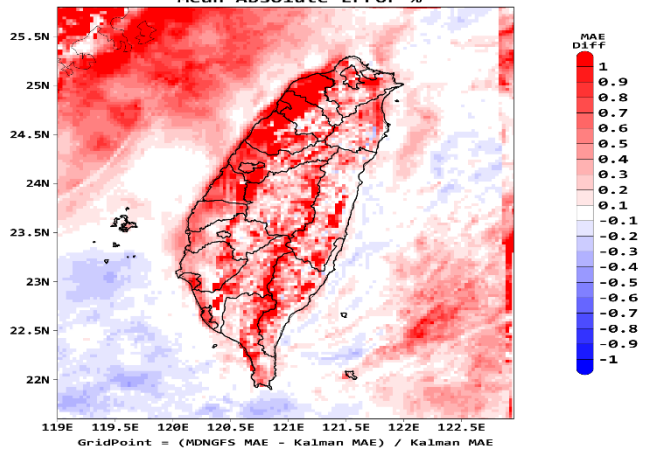 Mean Absolute Error %
25.5N
25N
24.5N
24N
23.5N
23N
22.5N
22N
119E 119.5E 120E 120.5E 121E 121.5E 122E 122.5E
GridPoint = (MDNGFS MAE - Kalman MAE) / Kalman MAE
MAE
Diff
1
0.9
0.8
0.7
0.6
0.5
0.4
0.3
0.2
0.1
-0.1
-0.2
-0.3
-0.4
-0.5
-0.6
-0.7
-0.8
-0.9
-1